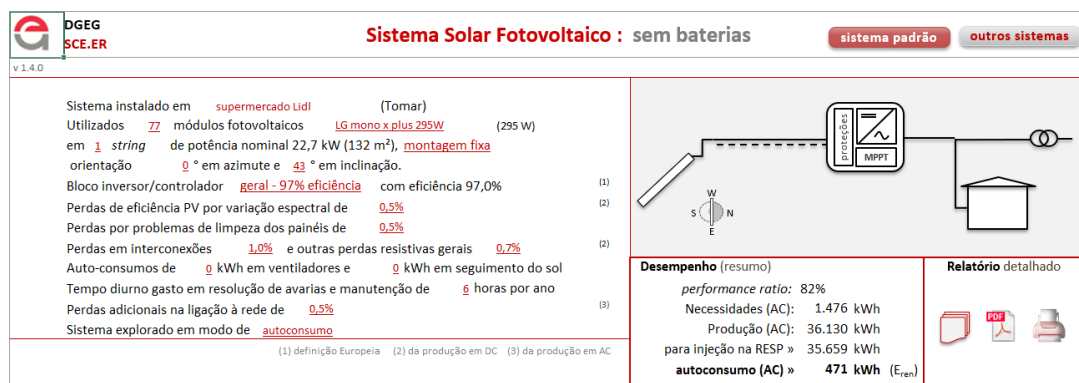 DGEG
SCE.ER
Sistema Solar Fotovoltaico : sem baterias
sistema padrão
outros sistemas
v 1.4.0
Sistema instalado em supermercado Lidl (Tomar)
Utilizados 77 módulos fotovoltaicos LG mono x plus 295W (295 W)
em 1 string de potência nominal 22,7 kW (132 m²), montagem fixa
orientação 0 ° em azimute e 43 ° em inclinação.
Bloco inversor/controlador geral - 97% eficiência com eficiência 97,0% (1)
Perdas de eficiência PV por variação espectral de 0,5% (2)
Perdas por problemas de limpeza dos painéis de 0,5%
Perdas em interconexões 1,0% e outras perdas resistivas gerais 0,7% (2)
Auto-consumos de 0 kWh em ventiladores e 0 kWh em seguimento do sol
Tempo diurno gasto em resolução de avarias e manutenção de 6 horas por ano
Perdas adicionais na ligação à rede de 0,5% (3)
Sistema explorado em modo de autoconsumo
(1) definição Europeia (2) da produção em DC (3) da produção em AC
proteções
MPPT
W
S N
E
Desempenho (resumo)
performance ratio: 82%
Necessidades (AC): 1.476 kWh
Produção (AC): 36.130 kWh
para injeção na RESP » 35.659 kWh
autoconsumo (AC) » 471 kWh (Eren)
Relatório detalhado
PDF